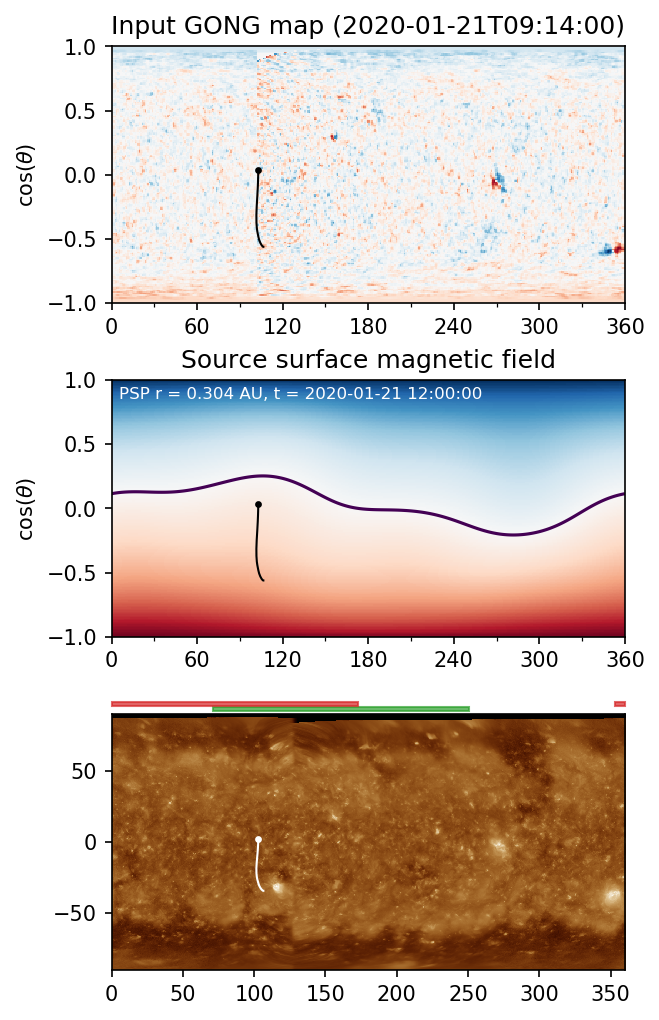 Input GONG map (2020-01-21T09:14:00)
1.0
0.5
0.0
−0.5
−1.0
cos(θ)
0 60 120 180 240 300 360
Source surface magnetic field
PSP r = 0.304 AU, t = 2020-01-21 12:00:00
1.0
0.5
0.0
−0.5
−1.0
cos(θ)
0 60 120 180 240 300 360
50
0
−50
0 50 100 150 200 250 300 350